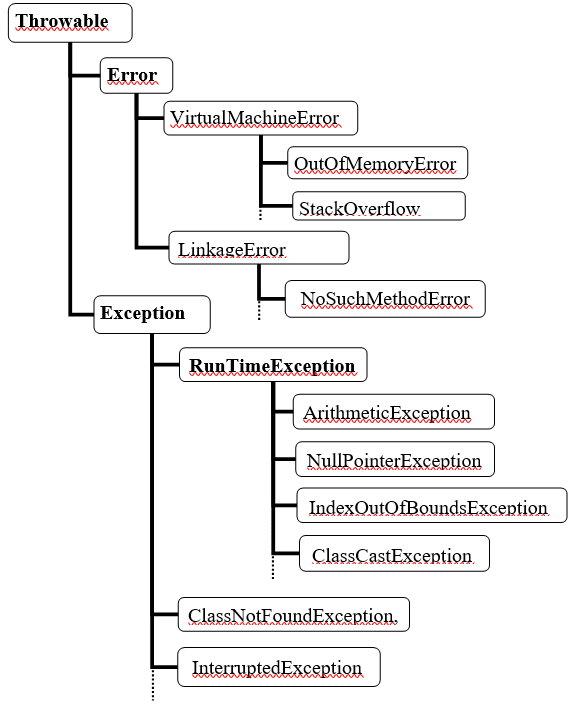 Throwable
Error
VirtualMachineError
OutOfMemoryError
StackOverflow
LinkageError
NoSuchMethodError
Exception
RunTimeException
ArithmeticException
NullPointerException
IndexOutOfBoundsException
ClassCastException
ClassNotFoundException,
InterruptedException